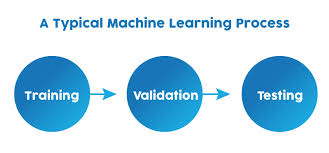 A Typical Machine Learning Process
Training
Validation
Testing